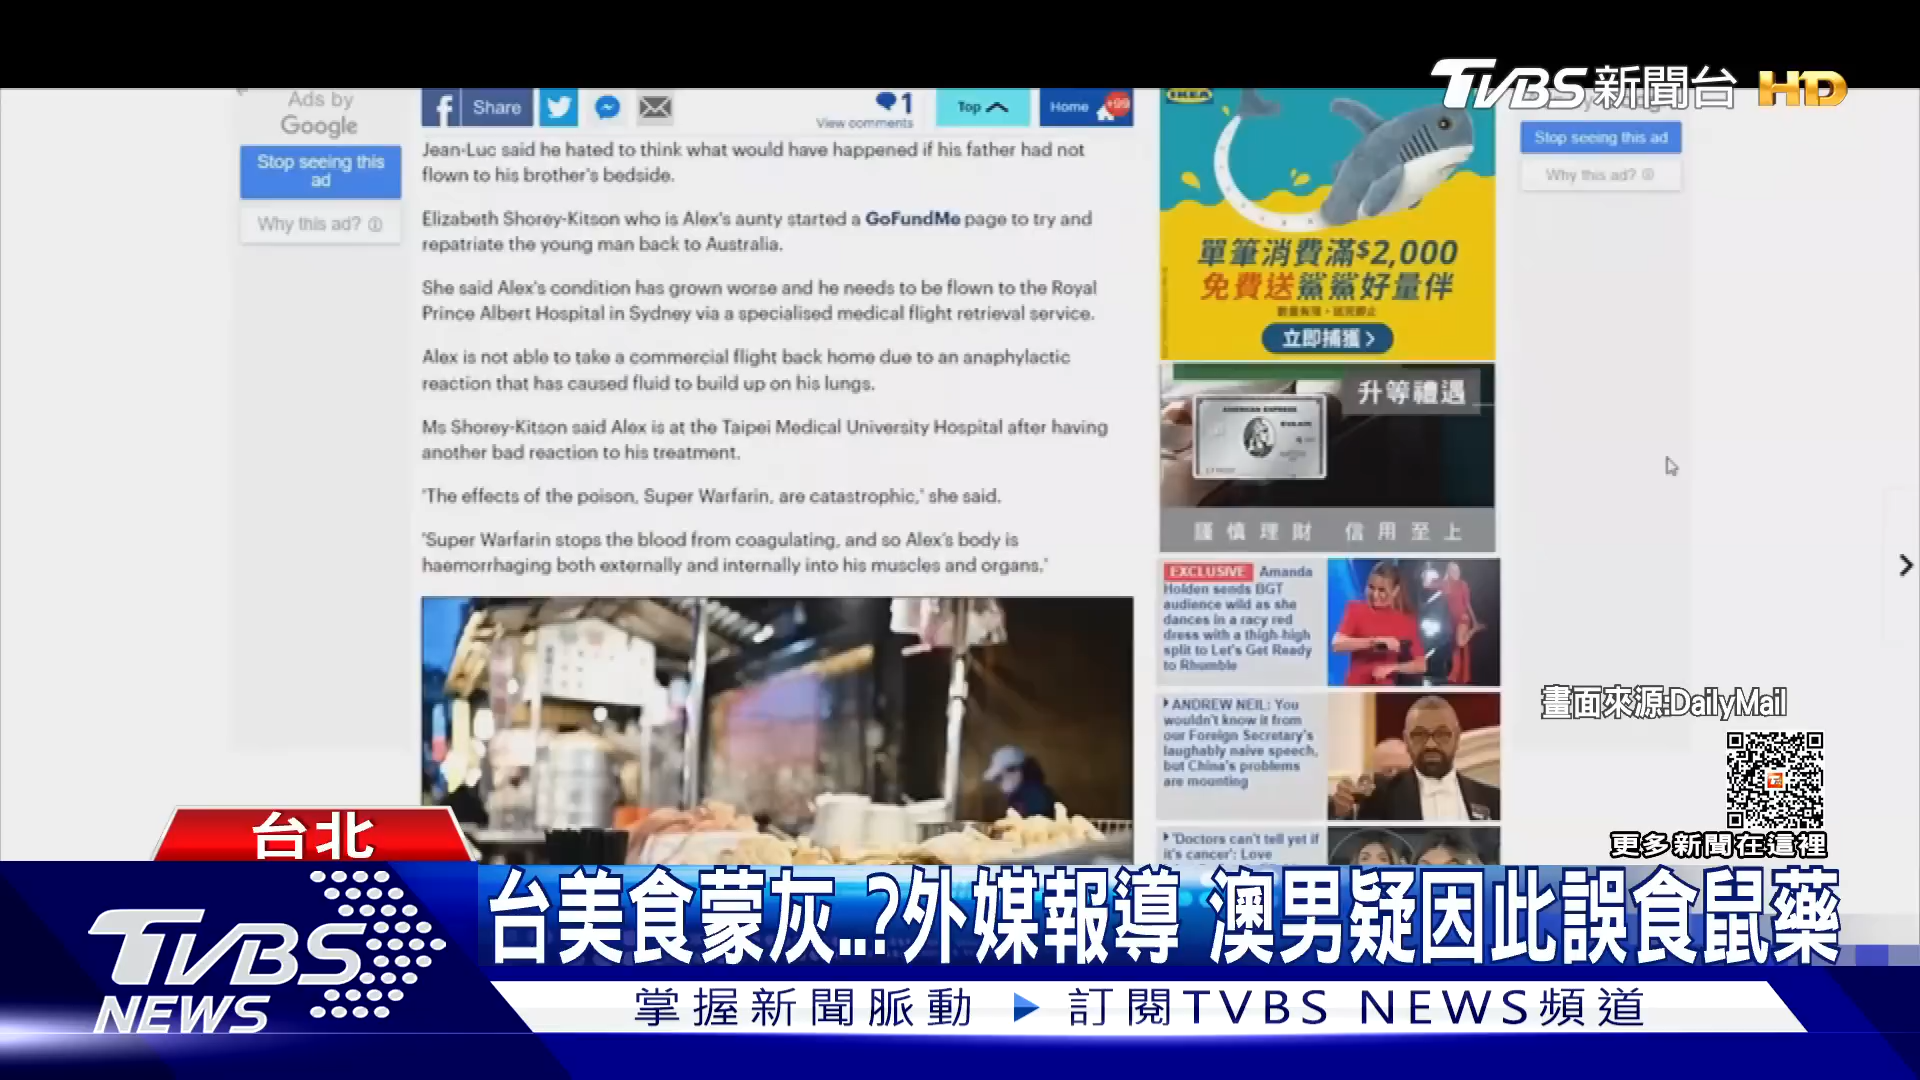 TVBS新聞台 HD
Ads by
Google
Stop seeing this
ad
Why this ad?
Share
1
View comments
Top
Home
+99
Jean-Luc said he hated to think what would have happened if his father had not
flown to his brother's bedside.
Elizabeth Shorey-Kitson who is Alex's aunty started a GoFundMe page to try and
repatriate the young man back to Australia.
She said Alex's condition has grown worse and he needs to be flown to the Royal
Prince Albert Hospital in Sydney via a specialised medical flight retrieval service.
Alex is not able to take a commercial flight back home due to an anaphylactic
reaction that has caused fluid to build up on his lungs.
Ms Shorey-Kitson said Alex is at the Taipei Medical University Hospital after having
another bad reaction to his treatment.
'The effects of the poison, Super Warfarin, are catastrophic,' she said.
'Super Warfarin stops the blood from coagulating, and so Alex's body is
haemorrhaging both externally and internally into his muscles and organs.'
IKEA
單筆消費滿$2,000
免費送鯊鯊好量伴
立即捕獲 >
升等禮遇
AMERICAN EXPRESS
謹慎理財 信用至上
EXCLUSIVE Amanda
Holden sends BGT
audience wild as she
dances in a racy red
dress with a thigh-high
split to Let's Get Ready
to Rhumble
ANDREW NEIL: You
wouldn't know it from
our Foreign Secretary's
laughably naive speech,
but China's problems
are mounting
'Doctors can't tell yet if
it's cancer': Love
Stop seeing this ad
Why this ad?
畫面來源:DailyMail
更多新聞在這裡
台北
台美食蒙灰..?外媒報導 澳男疑因此誤食鼠藥
TVBS
NEWS
掌握新聞脈動 ▶ 訂閱TVBS NEWS頻道